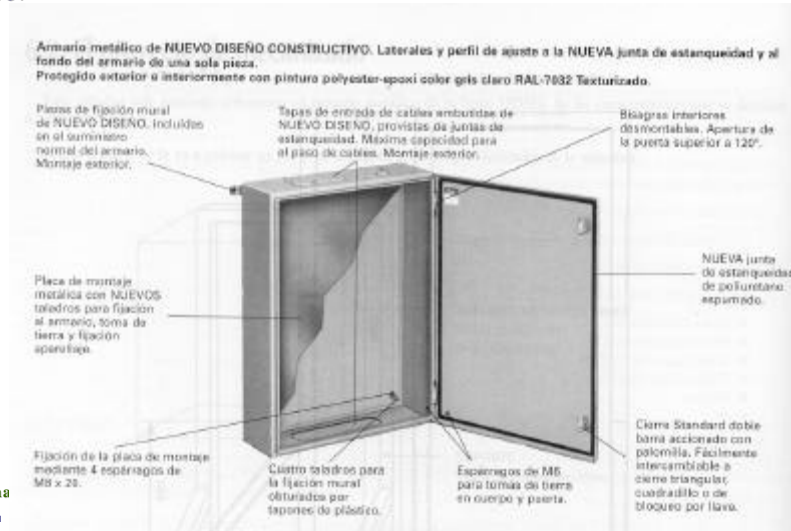 Armario metálico de NUEVO DISEÑO CONSTRUCTIVO. Laterales y perfil de ajuste a la NUEVA junta de estanqueidad y al
fondo del armario de una sola pieza.
Protegido exterior e interiormente con pintura polyester-epoxi color gris claro RAL-7032 Texturizado.
Piezas de fijación mural
de NUEVO DISEÑO. Incluidas
en el suministro
normal del armario.
Montaje exterior.
Tapas de entrada de cables embutidas de
NUEVO DISEÑO, provistas de juntas de
estanqueidad. Máxima capacidad para
el paso de cables. Montaje exterior.
Bisagras interiores
desmontables. Apertura de
la puerta superior a 120°.
NUEVA junta
de estanqueidad
de poliuretano
espumado.
Placa de montaje
metálica con NUEVOS
taladros para fijación
al armario, toma de
tierra y fijación
aparellaje.
Fijación de la placa de montaje
mediante 4 espárragos de
M8 x 20.
Cuatro taladros para
la fijación mural
obturados por
tapones de plástico.
Espárragos de M6
para tomas de tierra
en cuerpo y puerta.
Cierre Standard doble
barra accionado con
palomilla. Fácilmente
intercambiable a
cierre triangular,
cuadradillo o de
bloqueo por llave.